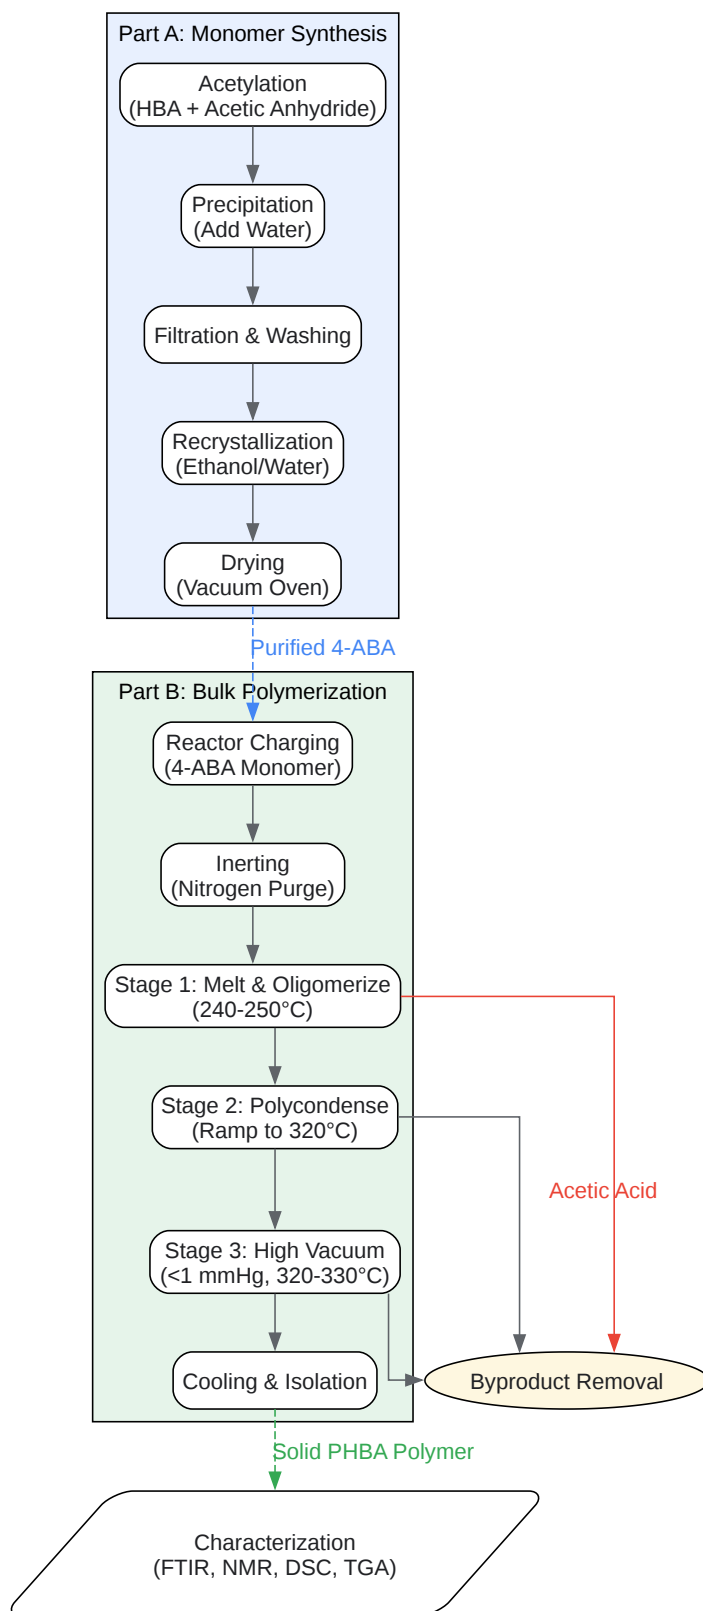 Part A: Monomer Synthesis
Acetylation
(HBA + Acetic Anhydride)
Precipitation
(Add Water)
Filtration & Washing
Recrystallization
(Ethanol/Water)
Drying
(Vacuum Oven)
Purified 4-ABA
Part B: Bulk Polymerization
Reactor Charging
(4-ABA Monomer)
Inerting
(Nitrogen Purge)
Stage 1: Melt & Oligomerize
(240-250°C)
Stage 2: Polycondense
(Ramp to 320°C)
Acetic Acid
Stage 3: High Vacuum
(<1 mmHg, 320-330°C)
Cooling & Isolation
Byproduct Removal
Solid PHBA Polymer
Characterization
(FTIR, NMR, DSC, TGA)